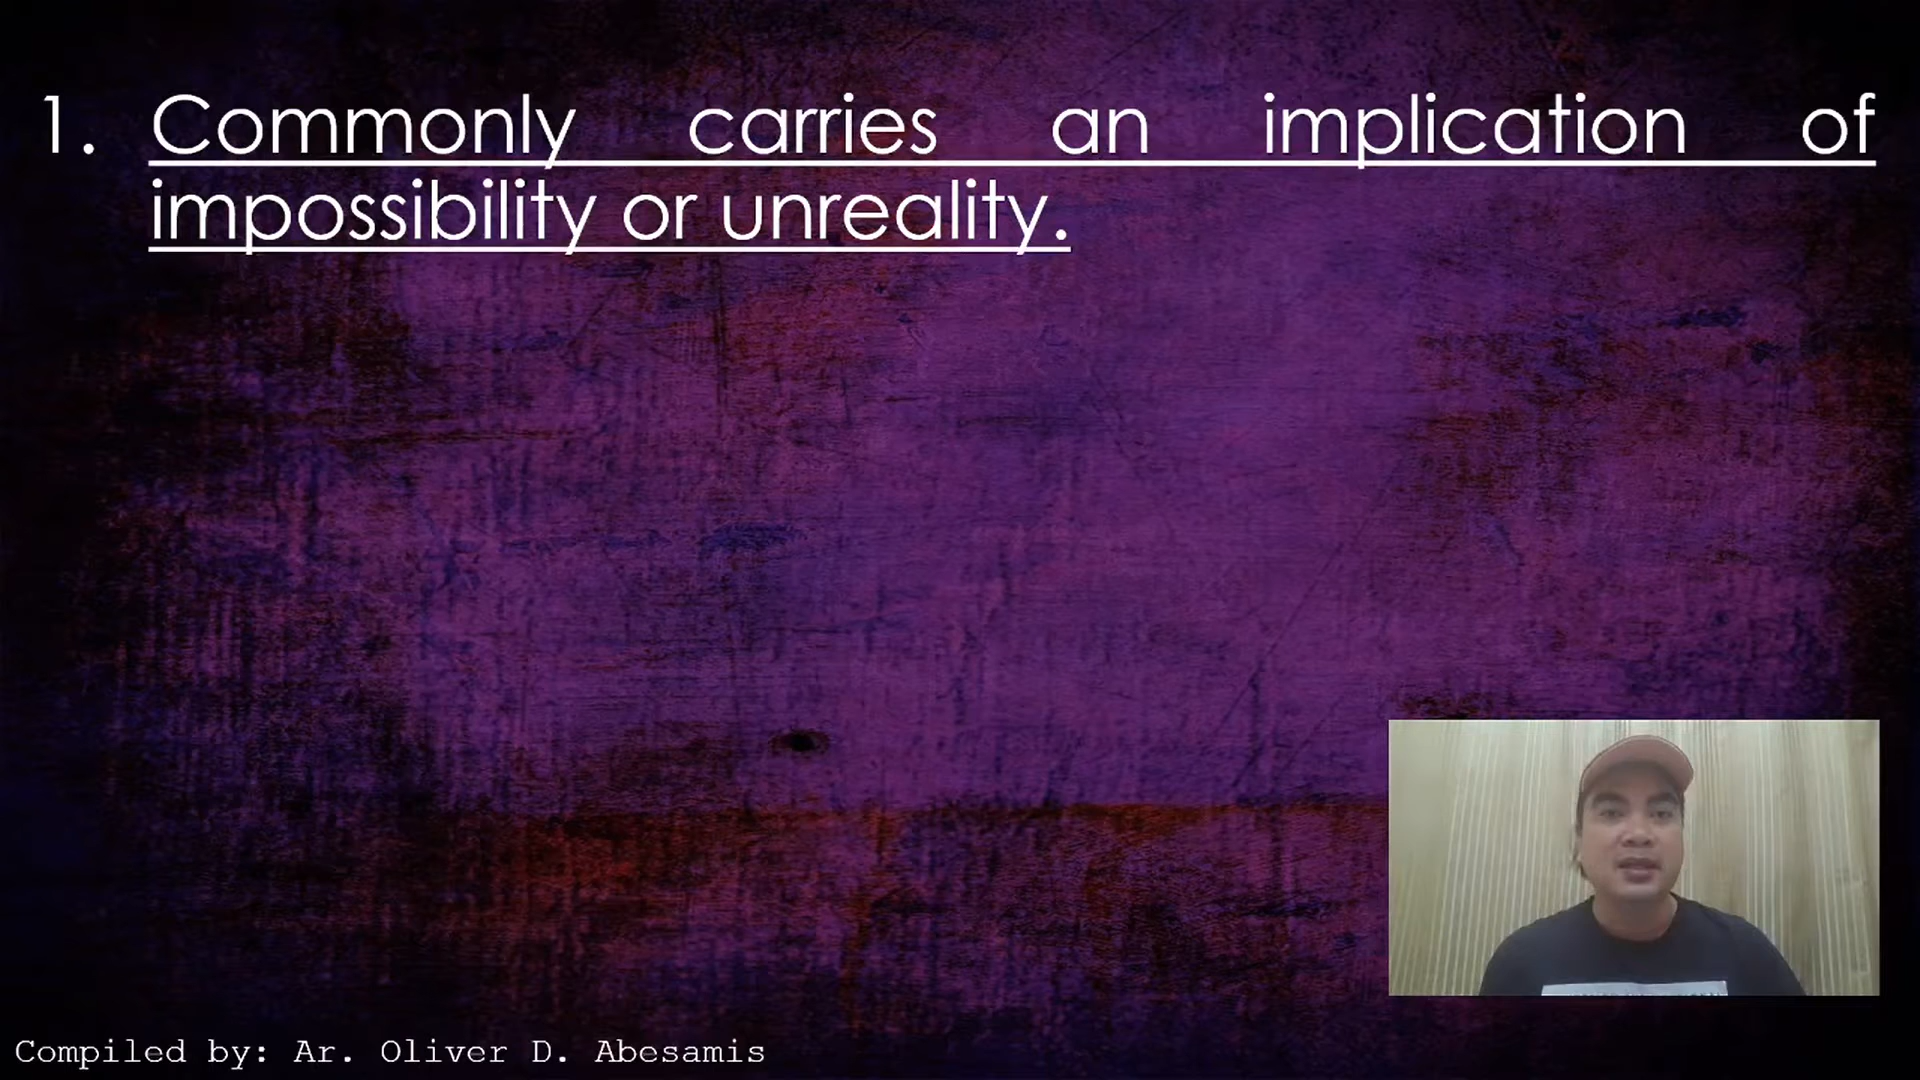 1. Commonly carries an implication of
impossibility or unreality.
Compiled by: Ar. Oliver D. Abesamis